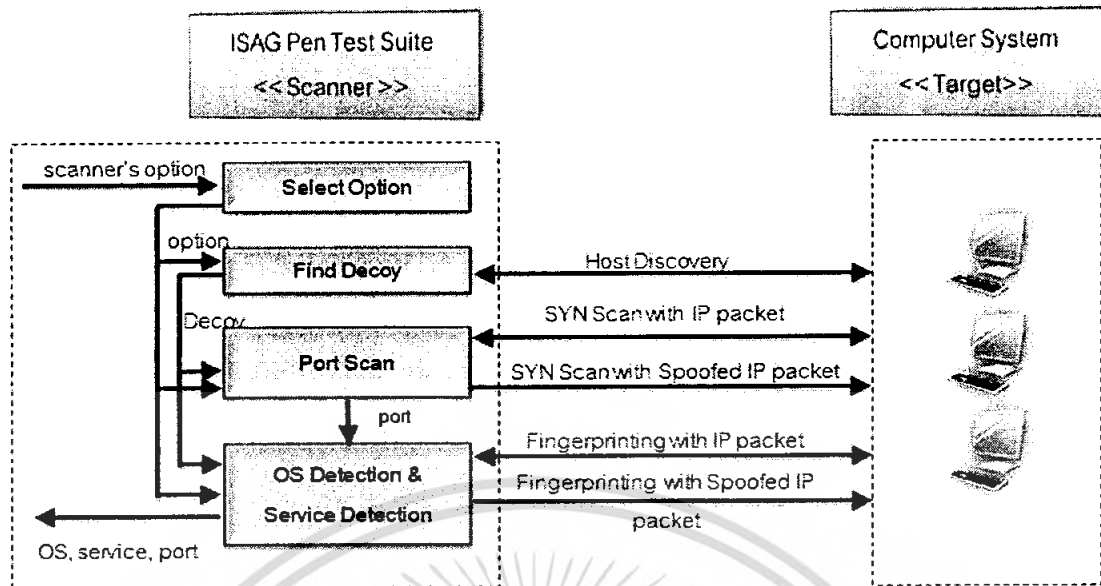 ISAG Pen Test Suite
<<Scanner>>
Computer System
<<Target>>
scanner's option
Select Option
option
Find Decoy
Host Discovery
Decoy
SYN Scan with IP packet
Port Scan
SYN Scan with Spoofed IP packet
port
Fingerprinting with IP packet
OS Detection &
Service Detection
Fingerprinting with Spoofed IP
packet
OS, service, port